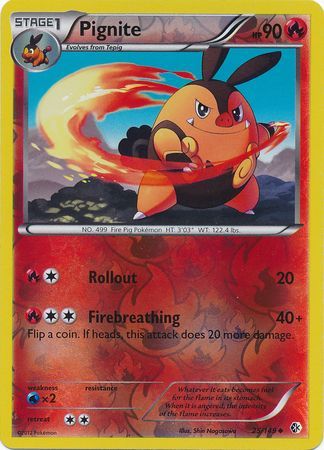 STAGE1
Pignite
HP 90
Evolves from Tepig
NO. 499 Fire Pig Pokémon HT: 3'03" WT: 122.4 lbs.
Rollout 20
Firebreathing 40+
Flip a coin. If heads, this attack does 20 more damage.
weakness resistance
×2
retreat
Whatever it eats becomes fuel
for the flame in its stomach.
When it is angered, the intensity
of the flame increases.
©2012 Pokémon
Illus. Shin Nagasawa
25/149